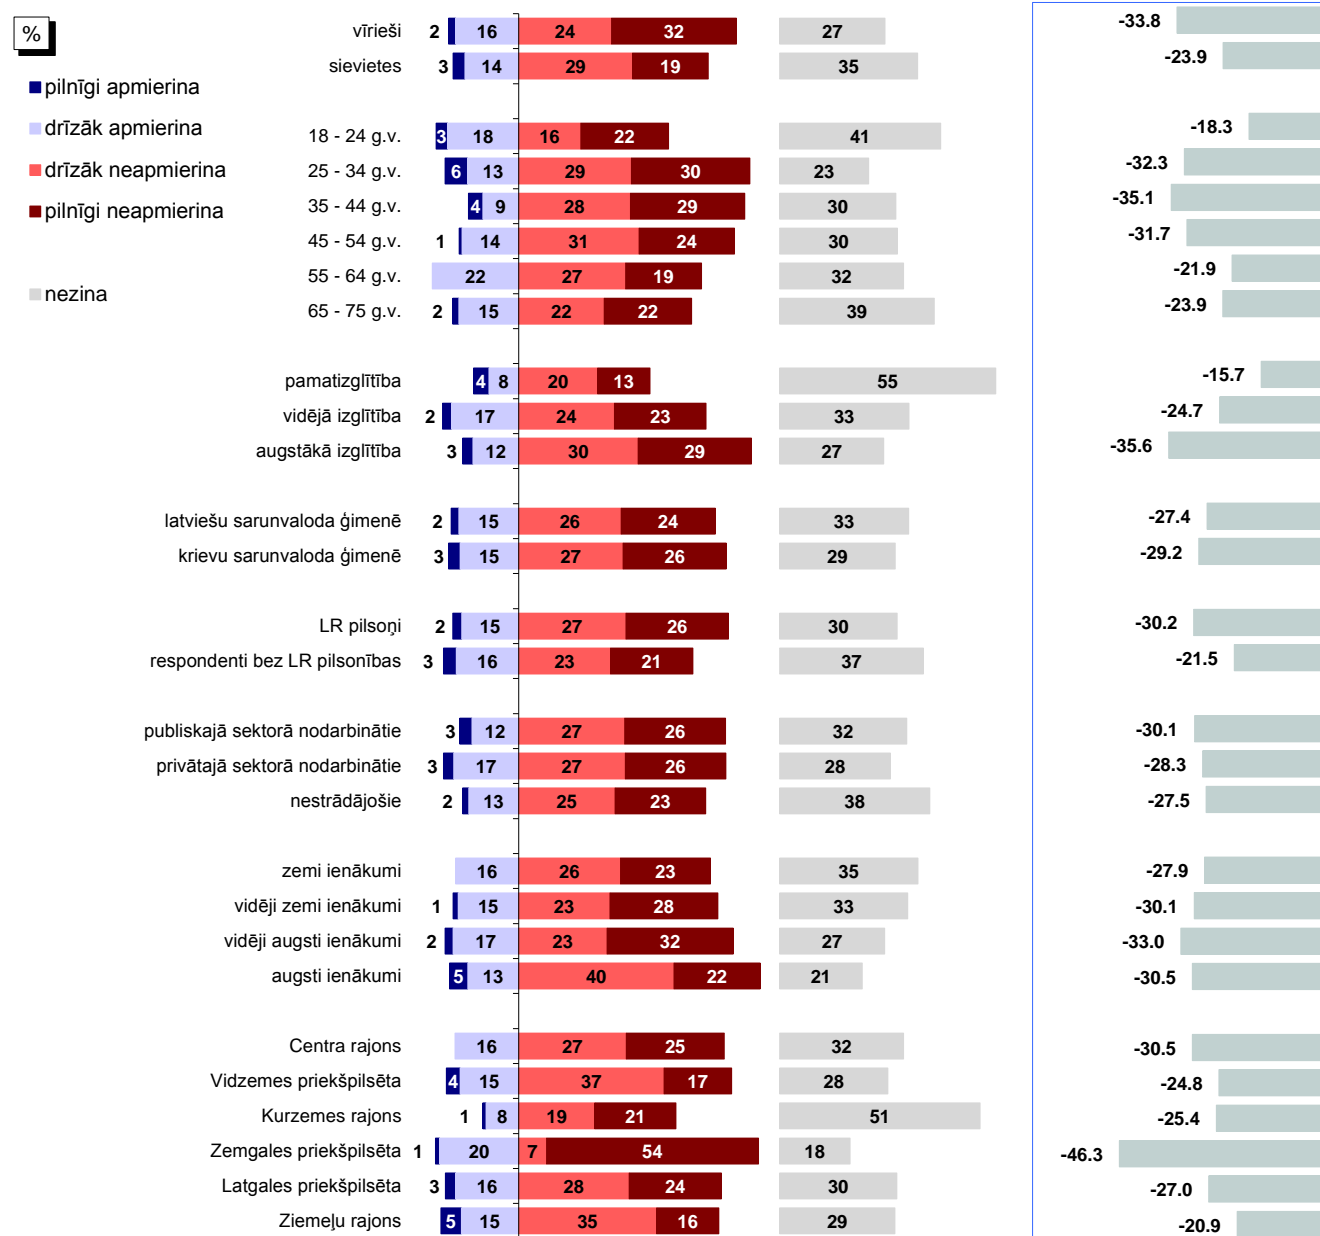 %
pilnīgi apmierina
drīzāk apmierina
drīzāk neapmierina
pilnīgi neapmierina
nezina
vīrieši 2 16 24 32 27 -33.8
sievietes 3 14 29 19 35 -23.9
18 - 24 g.v. 3 18 16 22 41 -18.3
25 - 34 g.v. 6 13 29 30 23 -32.3
35 - 44 g.v. 4 9 28 29 30 -35.1
45 - 54 g.v. 1 14 31 24 30 -31.7
55 - 64 g.v. 22 27 19 32 -21.9
65 - 75 g.v. 2 15 22 22 39 -23.9
pamatizglītība 4 8 20 13 55 -15.7
vidējā izglītība 2 17 24 23 33 -24.7
augstākā izglītība 3 12 30 29 27 -35.6
latviešu sarunvaloda ģimenē 2 15 26 24 33 -27.4
krievu sarunvaloda ģimenē 3 15 27 26 29 -29.2
LR pilsoņi 2 15 27 26 30 -30.2
respondenti bez LR pilsonības 3 16 23 21 37 -21.5
publiskajā sektorā nodarbinātie 3 12 27 26 32 -30.1
privātajā sektorā nodarbinātie 3 17 27 26 28 -28.3
nestrādājošie 2 13 25 23 38 -27.5
zemi ienākumi 16 26 23 35 -27.9
vidēji zemi ienākumi 1 15 23 28 33 -30.1
vidēji augsti ienākumi 2 17 23 32 27 -33.0
augsti ienākumi 5 13 40 22 21 -30.5
Centra rajons 16 27 25 32 -30.5
Vidzemes priekšpilsēta 4 15 37 17 28 -24.8
Kurzemes rajons 1 8 19 21 51 -25.4
Zemgales priekšpilsēta 1 20 7 54 18 -46.3
Latgales priekšpilsēta 3 16 28 24 30 -27.0
Ziemeļu rajons 5 15 35 16 29 -20.9